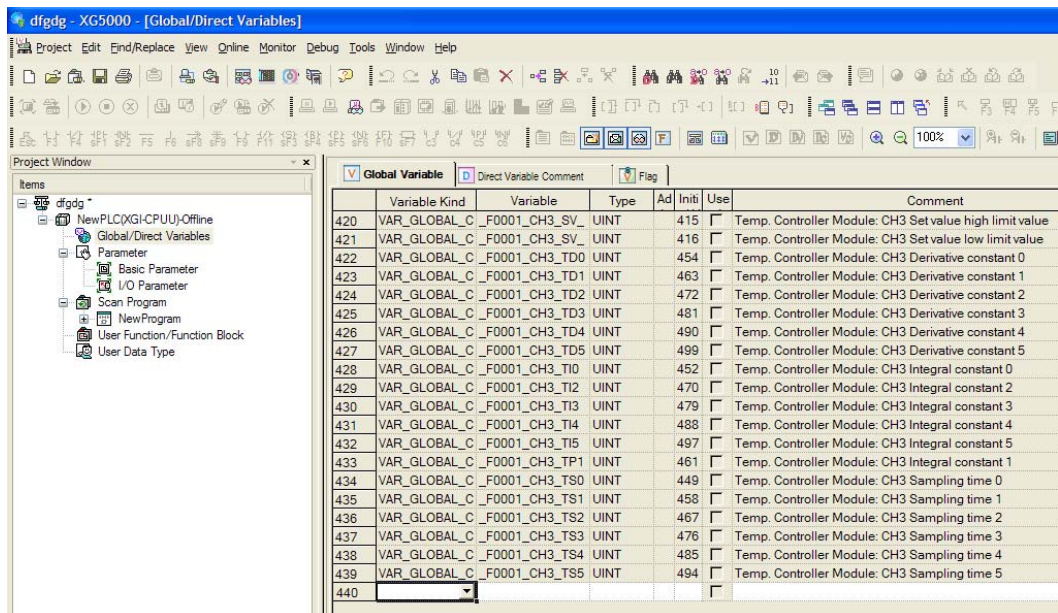 dfgdg - XG5000 - [Global/Direct Variables]
Project Edit Find/Replace View Online Monitor Debug Tools Window Help
100%
Project Window
Items
dfgdg *
NewPLC(XGI-CPUU)-Offline
Global/Direct Variables
Parameter
Basic Parameter
I/O Parameter
Scan Program
NewProgram
User Function/Function Block
User Data Type
V Global Variable D Direct Variable Comment Flag
Variable Kind Variable Type Ad Initi Use Comment
420 VAR_GLOBAL_C _F0001_CH3_SV_ UINT 415 Temp. Controller Module: CH3 Set value high limit value
421 VAR_GLOBAL_C _F0001_CH3_SV_ UINT 416 Temp. Controller Module: CH3 Set value low limit value
422 VAR_GLOBAL_C _F0001_CH3_TD0 UINT 454 Temp. Controller Module: CH3 Derivative constant 0
423 VAR_GLOBAL_C _F0001_CH3_TD1 UINT 463 Temp. Controller Module: CH3 Derivative constant 1
424 VAR_GLOBAL_C _F0001_CH3_TD2 UINT 472 Temp. Controller Module: CH3 Derivative constant 2
425 VAR_GLOBAL_C _F0001_CH3_TD3 UINT 481 Temp. Controller Module: CH3 Derivative constant 3
426 VAR_GLOBAL_C _F0001_CH3_TD4 UINT 490 Temp. Controller Module: CH3 Derivative constant 4
427 VAR_GLOBAL_C _F0001_CH3_TD5 UINT 499 Temp. Controller Module: CH3 Derivative constant 5
428 VAR_GLOBAL_C _F0001_CH3_TI0 UINT 452 Temp. Controller Module: CH3 Integral constant 0
429 VAR_GLOBAL_C _F0001_CH3_TI2 UINT 470 Temp. Controller Module: CH3 Integral constant 2
430 VAR_GLOBAL_C _F0001_CH3_TI3 UINT 479 Temp. Controller Module: CH3 Integral constant 3
431 VAR_GLOBAL_C _F0001_CH3_TI4 UINT 488 Temp. Controller Module: CH3 Integral constant 4
432 VAR_GLOBAL_C _F0001_CH3_TI5 UINT 497 Temp. Controller Module: CH3 Integral constant 5
433 VAR_GLOBAL_C _F0001_CH3_TP1 UINT 461 Temp. Controller Module: CH3 Integral constant 1
434 VAR_GLOBAL_C _F0001_CH3_TS0 UINT 449 Temp. Controller Module: CH3 Sampling time 0
435 VAR_GLOBAL_C _F0001_CH3_TS1 UINT 458 Temp. Controller Module: CH3 Sampling time 1
436 VAR_GLOBAL_C _F0001_CH3_TS2 UINT 467 Temp. Controller Module: CH3 Sampling time 2
437 VAR_GLOBAL_C _F0001_CH3_TS3 UINT 476 Temp. Controller Module: CH3 Sampling time 3
438 VAR_GLOBAL_C _F0001_CH3_TS4 UINT 485 Temp. Controller Module: CH3 Sampling time 4
439 VAR_GLOBAL_C _F0001_CH3_TS5 UINT 494 Temp. Controller Module: CH3 Sampling time 5
440